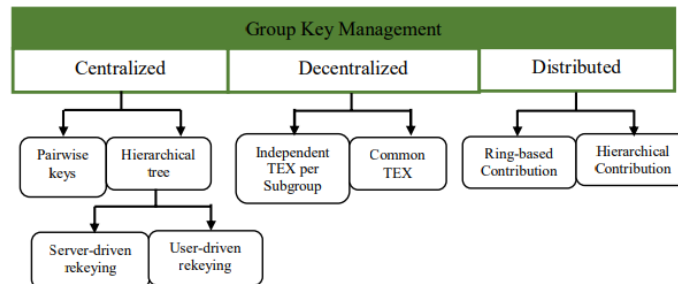 Group Key Management
Centralized
Decentralized
Distributed
Pairwise
keys
Hierarchical
tree
Independent
TEX per
Subgroup
Common
TEX
Ring-based
Contribution
Hierarchical
Contribution
Server-driven
rekeying
User-driven
rekeying